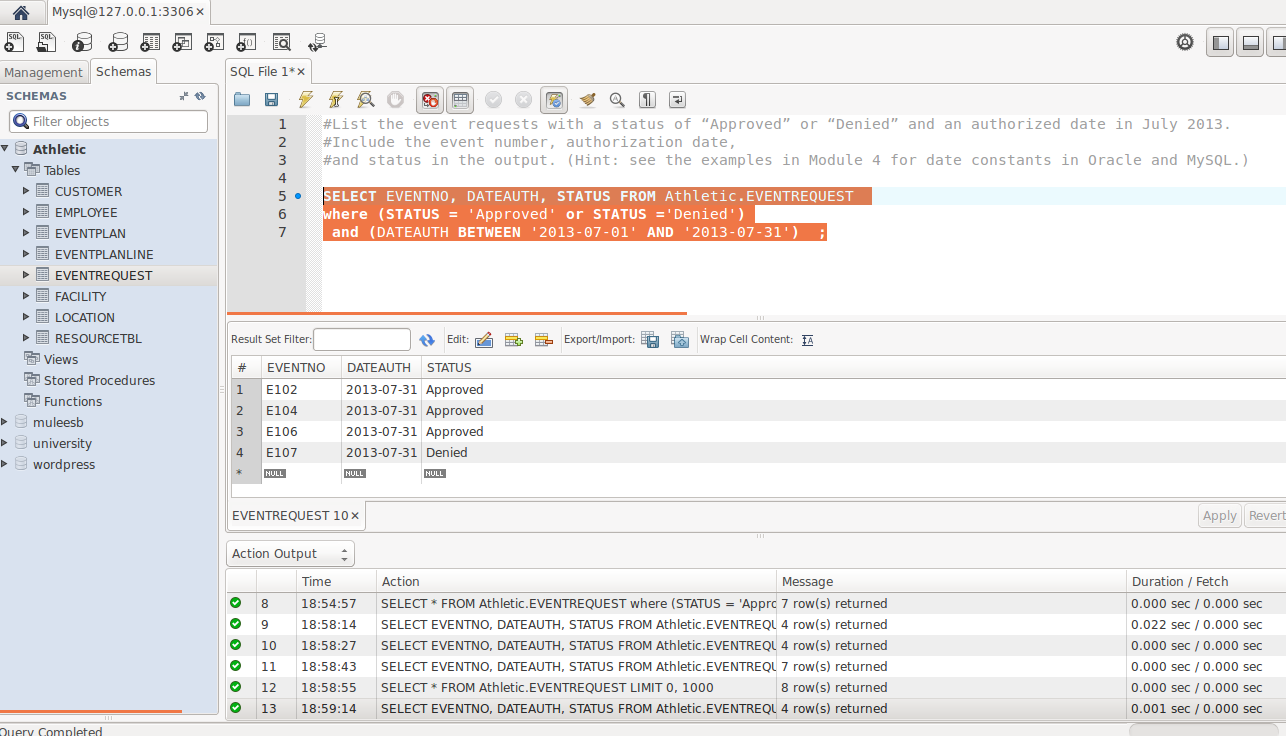 Mysql@127.0.0.1:3306
Management
Schemas
SQL File 1*
SCHEMAS
Filter objects
Athletic
Tables
CUSTOMER
EMPLOYEE
EVENTPLAN
EVENTPLANLINE
EVENTREQUEST
FACILITY
LOCATION
RESOURCETBL
Views
Stored Procedures
Functions
muleesb
university
wordpress
1 #List the event requests with a status of “Approved” or “Denied” and an authorized date in July 2013.
2 #Include the event number, authorization date,
3 #and status in the output. (Hint: see the examples in Module 4 for date constants in Oracle and MySQL.)
4
5 SELECT EVENTNO, DATEAUTH, STATUS FROM Athletic.EVENTREQUEST
6 where (STATUS = 'Approved' or STATUS ='Denied')
7 and (DATEAUTH BETWEEN '2013-07-01' AND '2013-07-31') ;
Result Set Filter: Edit: Export/Import: Wrap Cell Content:
# EVENTNO DATEAUTH STATUS
1 E102 2013-07-31 Approved
2 E104 2013-07-31 Approved
3 E106 2013-07-31 Approved
4 E107 2013-07-31 Denied
* NULL NULL NULL
EVENTREQUEST 10 Apply Revert
Action Output
Time Action Message Duration / Fetch
8 18:54:57 SELECT * FROM Athletic.EVENTREQUEST where (STATUS = 'Appro 7 row(s) returned 0.000 sec / 0.000 sec
9 18:58:14 SELECT EVENTNO, DATEAUTH, STATUS FROM Athletic.EVENTREQU 4 row(s) returned 0.022 sec / 0.000 sec
10 18:58:27 SELECT EVENTNO, DATEAUTH, STATUS FROM Athletic.EVENTREQU 4 row(s) returned 0.000 sec / 0.000 sec
11 18:58:43 SELECT EVENTNO, DATEAUTH, STATUS FROM Athletic.EVENTREQU 7 row(s) returned 0.000 sec / 0.000 sec
12 18:58:55 SELECT * FROM Athletic.EVENTREQUEST LIMIT 0, 1000 8 row(s) returned 0.000 sec / 0.000 sec
13 18:59:14 SELECT EVENTNO, DATEAUTH, STATUS FROM Athletic.EVENTREQU 4 row(s) returned 0.001 sec / 0.000 sec
Query Completed